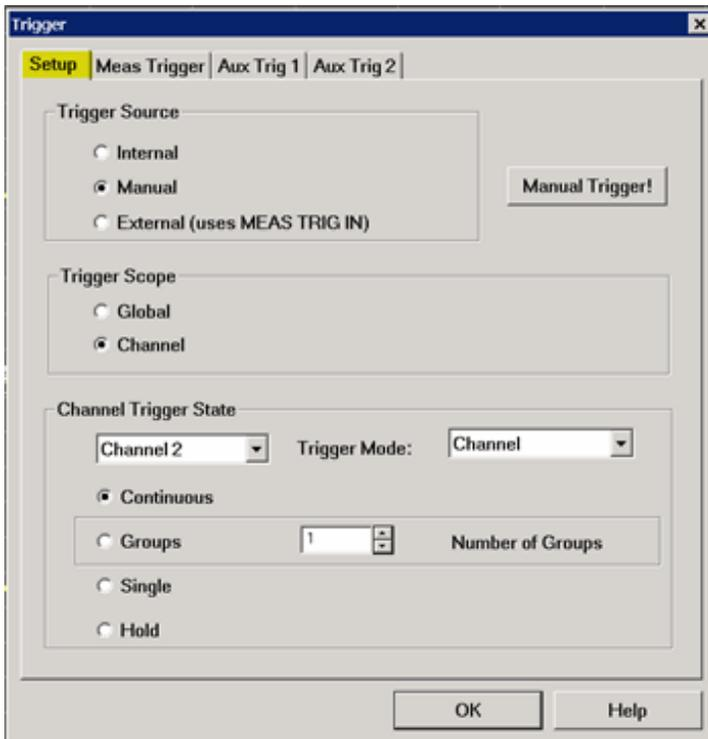 Trigger
Setup Meas Trigger Aux Trig 1 Aux Trig 2
Trigger Source
Internal
Manual
Manual Trigger!
External (uses MEAS TRIG IN)
Trigger Scope
Global
Channel
Channel Trigger State
Channel 2 Trigger Mode: Channel
Continuous
Groups 1 Number of Groups
Single
Hold
OK Help